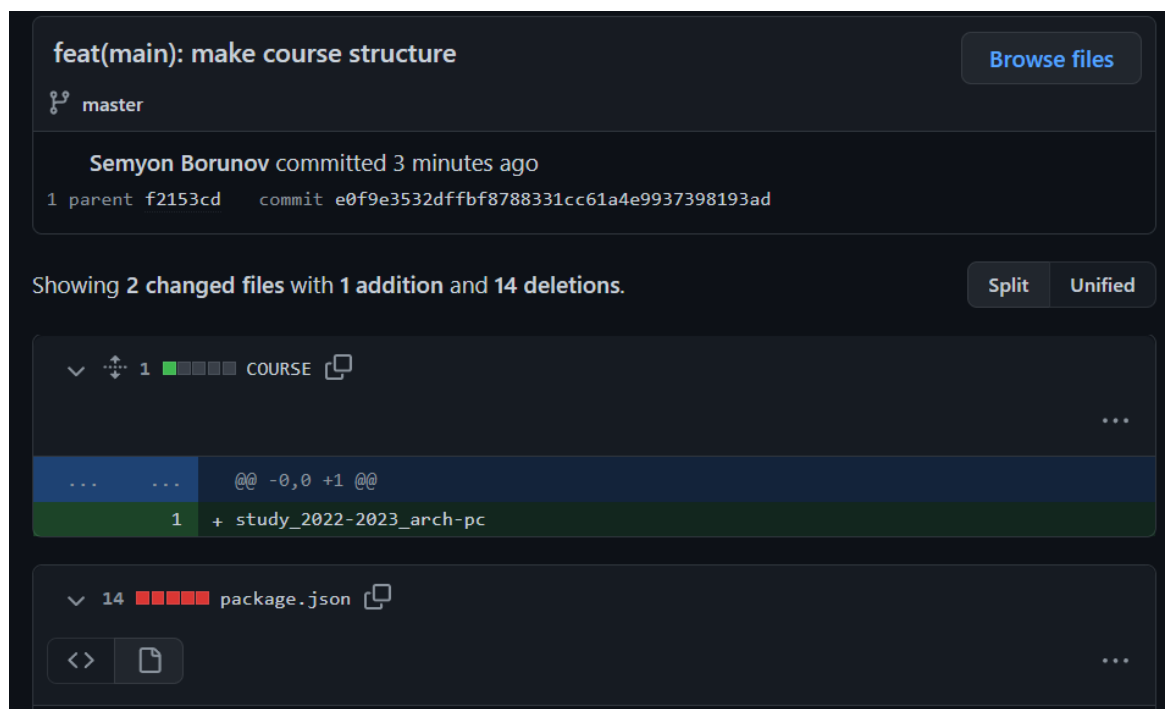 feat(main): make course structure
Browse files
master
Semyon Borunov committed 3 minutes ago
1 parent f2153cd commit e0f9e3532dffbf8788331cc61a4e9937398193ad
Showing 2 changed files with 1 addition and 14 deletions.
Split Unified
1 COURSE
...
... ... @@ -0,0 +1 @@
1 + study_2022-2023_arch-pc
14 package.json
<> ...